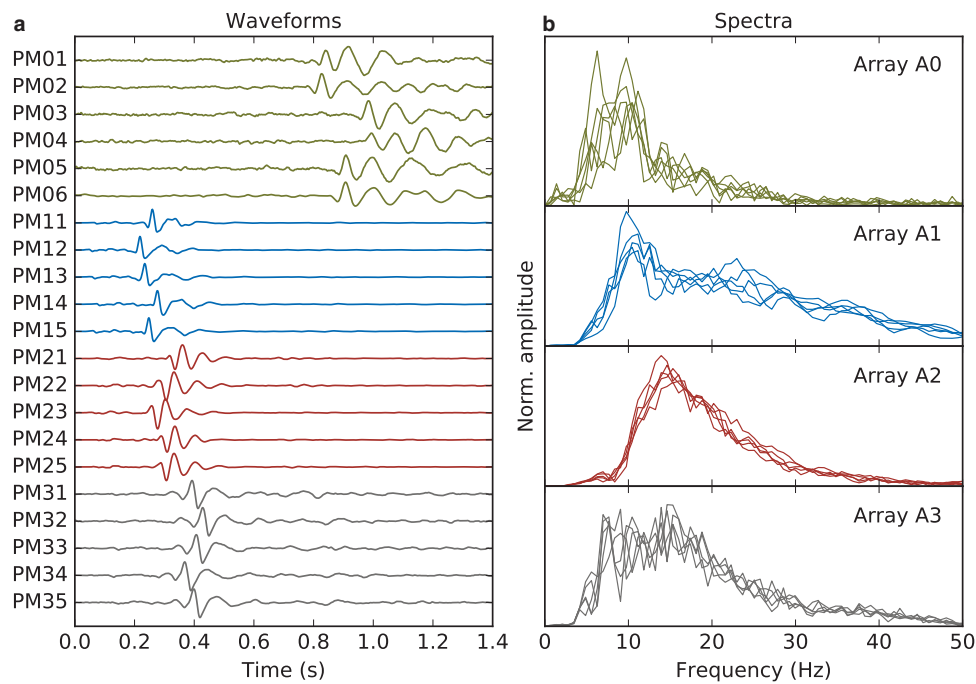 a Waveforms
PM01
PM02
PM03
PM04
PM05
PM06
PM11
PM12
PM13
PM14
PM15
PM21
PM22
PM23
PM24
PM25
PM31
PM32
PM33
PM34
PM35
0.0 0.2 0.4 0.6 0.8 1.0 1.2 1.4
Time (s)
b Spectra
Array A0
Array A1
Array A2
Array A3
Norm. amplitude
0 10 20 30 40 50
Frequency (Hz)